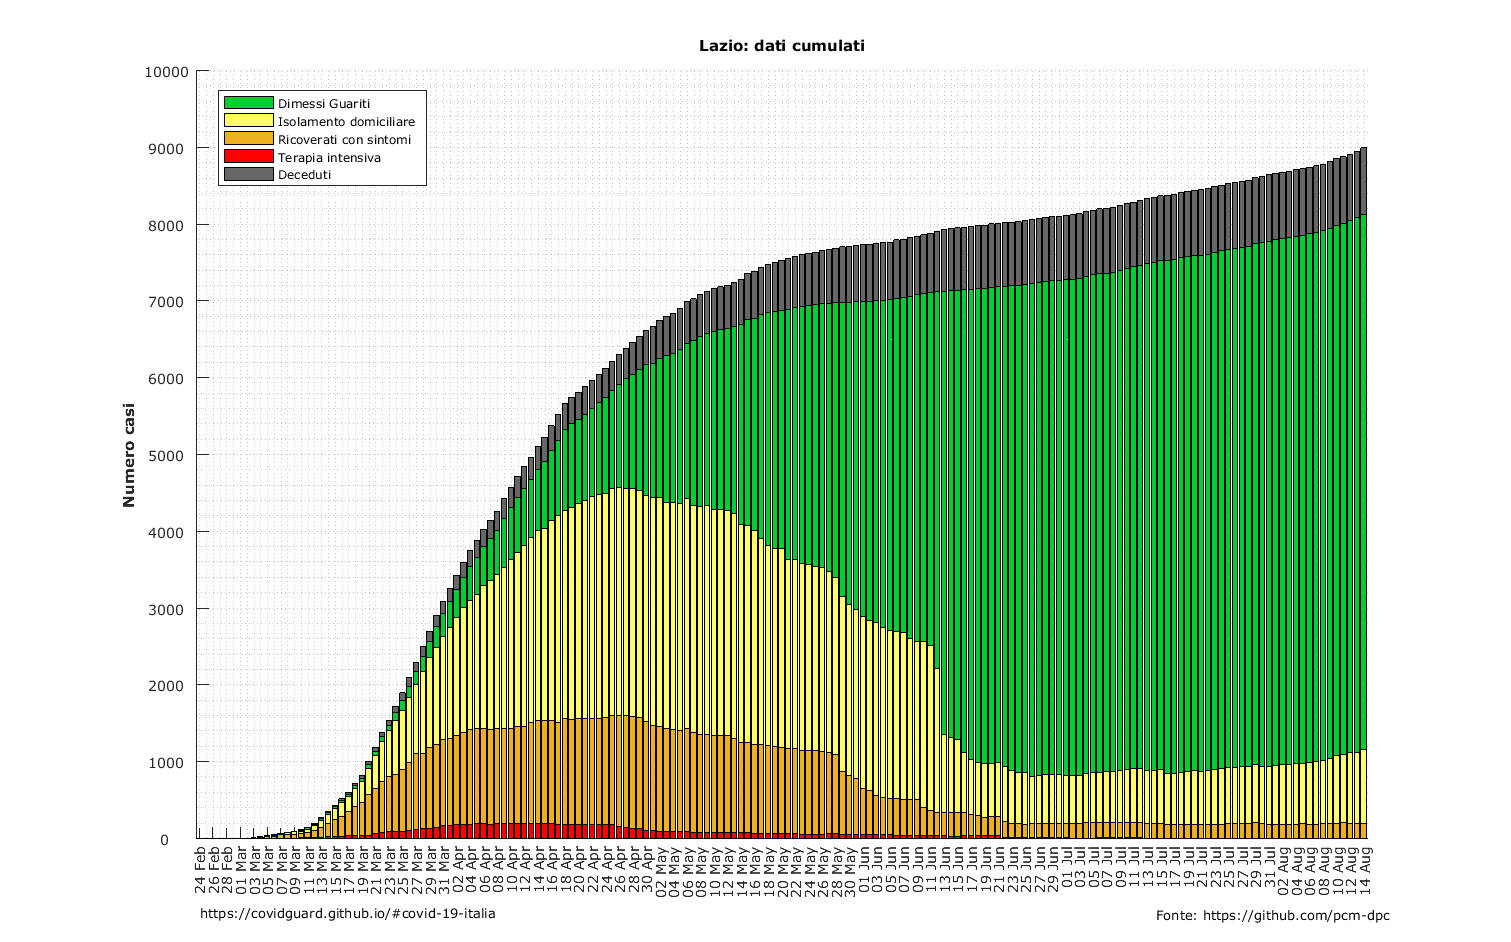 Lazio: dati cumulati
10000
9000
8000
7000
6000
5000
4000
3000
2000
1000
0
Numero casi
Dimessi Guariti
Isolamento domiciliare
Ricoverati con sintomi
Terapia intensiva
Deceduti
24 Feb
26 Feb
28 Feb
01 Mar
03 Mar
05 Mar
07 Mar
09 Mar
11 Mar
13 Mar
15 Mar
17 Mar
19 Mar
21 Mar
23 Mar
25 Mar
27 Mar
29 Mar
31 Mar
02 Apr
04 Apr
06 Apr
08 Apr
10 Apr
12 Apr
14 Apr
16 Apr
18 Apr
20 Apr
22 Apr
24 Apr
26 Apr
28 Apr
30 Apr
02 May
04 May
06 May
08 May
10 May
12 May
14 May
16 May
18 May
20 May
22 May
24 May
26 May
28 May
30 May
01 Jun
03 Jun
05 Jun
07 Jun
09 Jun
11 Jun
13 Jun
15 Jun
17 Jun
19 Jun
21 Jun
23 Jun
25 Jun
27 Jun
29 Jun
01 Jul
03 Jul
05 Jul
07 Jul
09 Jul
11 Jul
13 Jul
15 Jul
17 Jul
19 Jul
21 Jul
23 Jul
25 Jul
27 Jul
29 Jul
31 Jul
02 Aug
04 Aug
06 Aug
08 Aug
10 Aug
12 Aug
14 Aug
https://covidguard.github.io/#covid-19-italia
Fonte: https://github.com/pcm-dpc